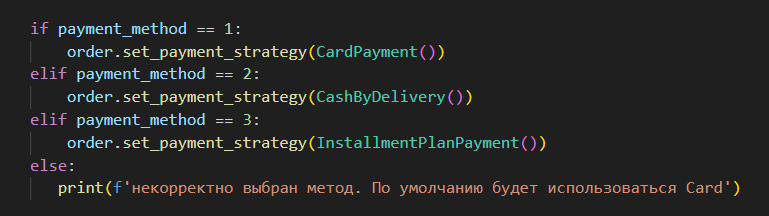 if payment_method == 1:
    order.set_payment_strategy(CardPayment())
elif payment_method == 2:
    order.set_payment_strategy(CashByDelivery())
elif payment_method == 3:
    order.set_payment_strategy(InstallmentPlanPayment())
else:
   print(f'некорректно выбран метод. По умолчанию будет использоваться Card')